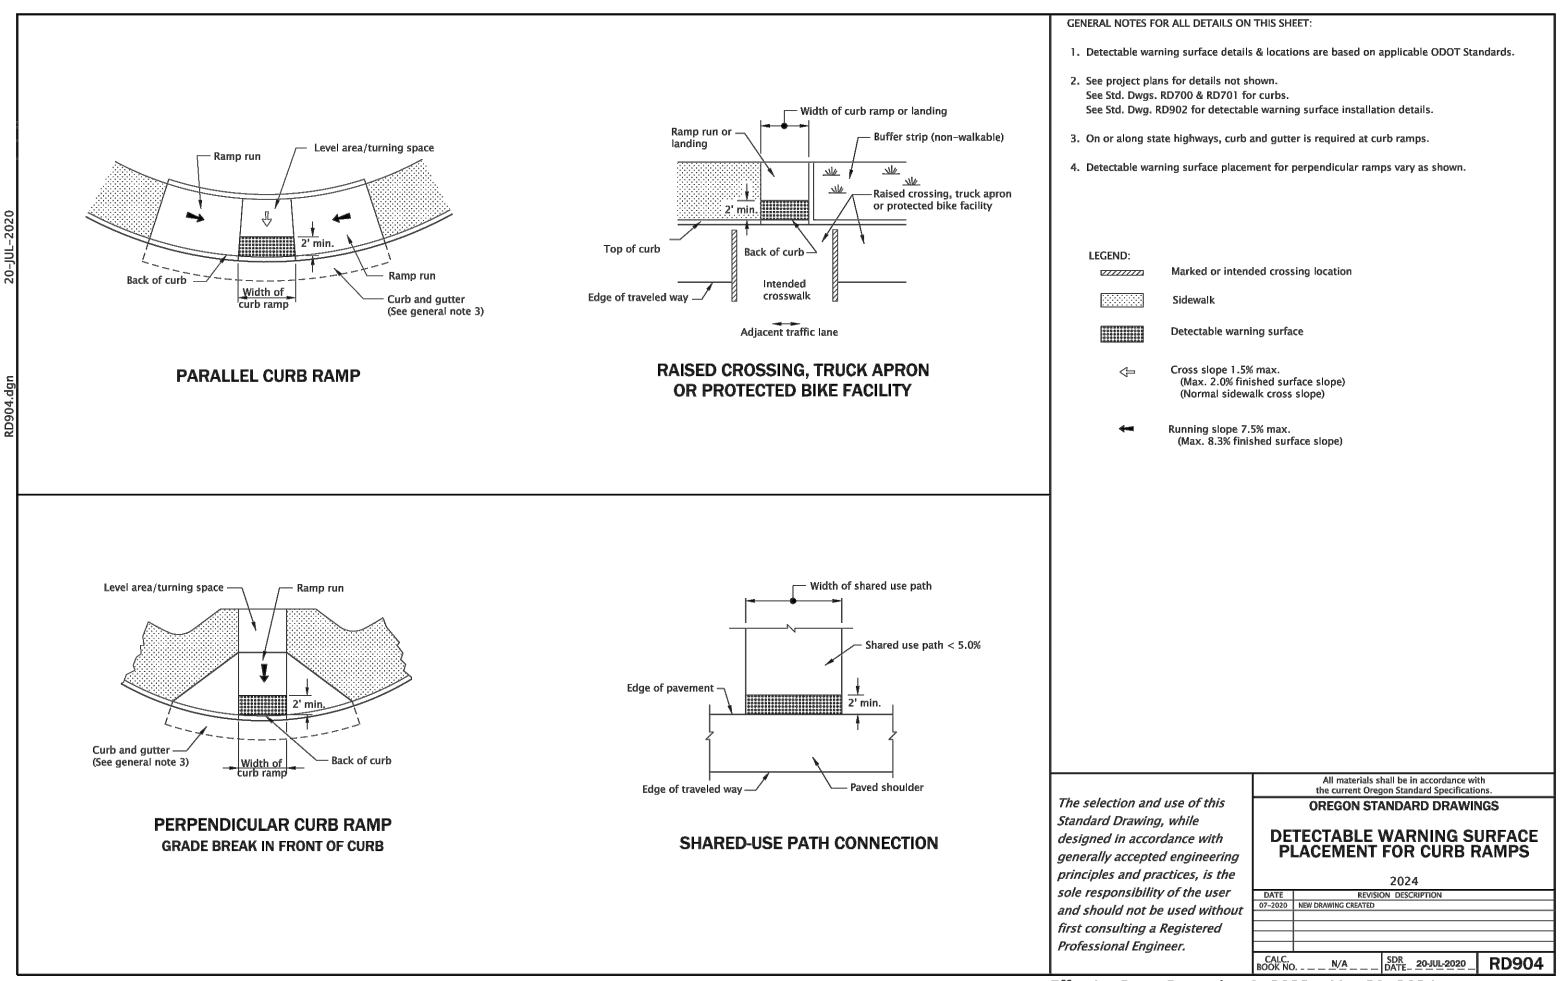 20-JUL-2020
RD904.dgn
Ramp run
Level area/turning space
2' min.
Back of curb
Ramp run
Width of
curb ramp
Curb and gutter
(See general note 3)
PARALLEL CURB RAMP
Width of curb ramp or landing
Ramp run or
landing
Buffer strip (non-walkable)
Raised crossing, truck apron
or protected bike facility
2' min.
Top of curb
Back of curb
Edge of traveled way
Intended
crosswalk
Adjacent traffic lane
RAISED CROSSING, TRUCK APRON
OR PROTECTED BIKE FACILITY
Level area/turning space
Ramp run
2' min.
Curb and gutter
(See general note 3)
Width of
curb ramp
Back of curb
PERPENDICULAR CURB RAMP
GRADE BREAK IN FRONT OF CURB
Width of shared use path
Shared use path < 5.0%
Edge of pavement
2' min.
Edge of traveled way
Paved shoulder
SHARED-USE PATH CONNECTION
GENERAL NOTES FOR ALL DETAILS ON THIS SHEET:
1. Detectable warning surface details & locations are based on applicable ODOT Standards.
2. See project plans for details not shown.
See Std. Dwgs. RD700 & RD701 for curbs.
See Std. Dwg. RD902 for detectable warning surface installation details.
3. On or along state highways, curb and gutter is required at curb ramps.
4. Detectable warning surface placement for perpendicular ramps vary as shown.
LEGEND:
Marked or intended crossing location
Sidewalk
Detectable warning surface
Cross slope 1.5% max.
(Max. 2.0% finished surface slope)
(Normal sidewalk cross slope)
Running slope 7.5% max.
(Max. 8.3% finished surface slope)
The selection and use of this
Standard Drawing, while
designed in accordance with
generally accepted engineering
principles and practices, is the
sole responsibility of the user
and should not be used without
first consulting a Registered
Professional Engineer.
All materials shall be in accordance with
the current Oregon Standard Specifications.
OREGON STANDARD DRAWINGS
DETECTABLE WARNING SURFACE
PLACEMENT FOR CURB RAMPS
2024
DATE REVISION DESCRIPTION
07-2020 NEW DRAWING CREATED
CALC.
BOOK NO. N/A
SDR
DATE 20-JUL-2020
RD904